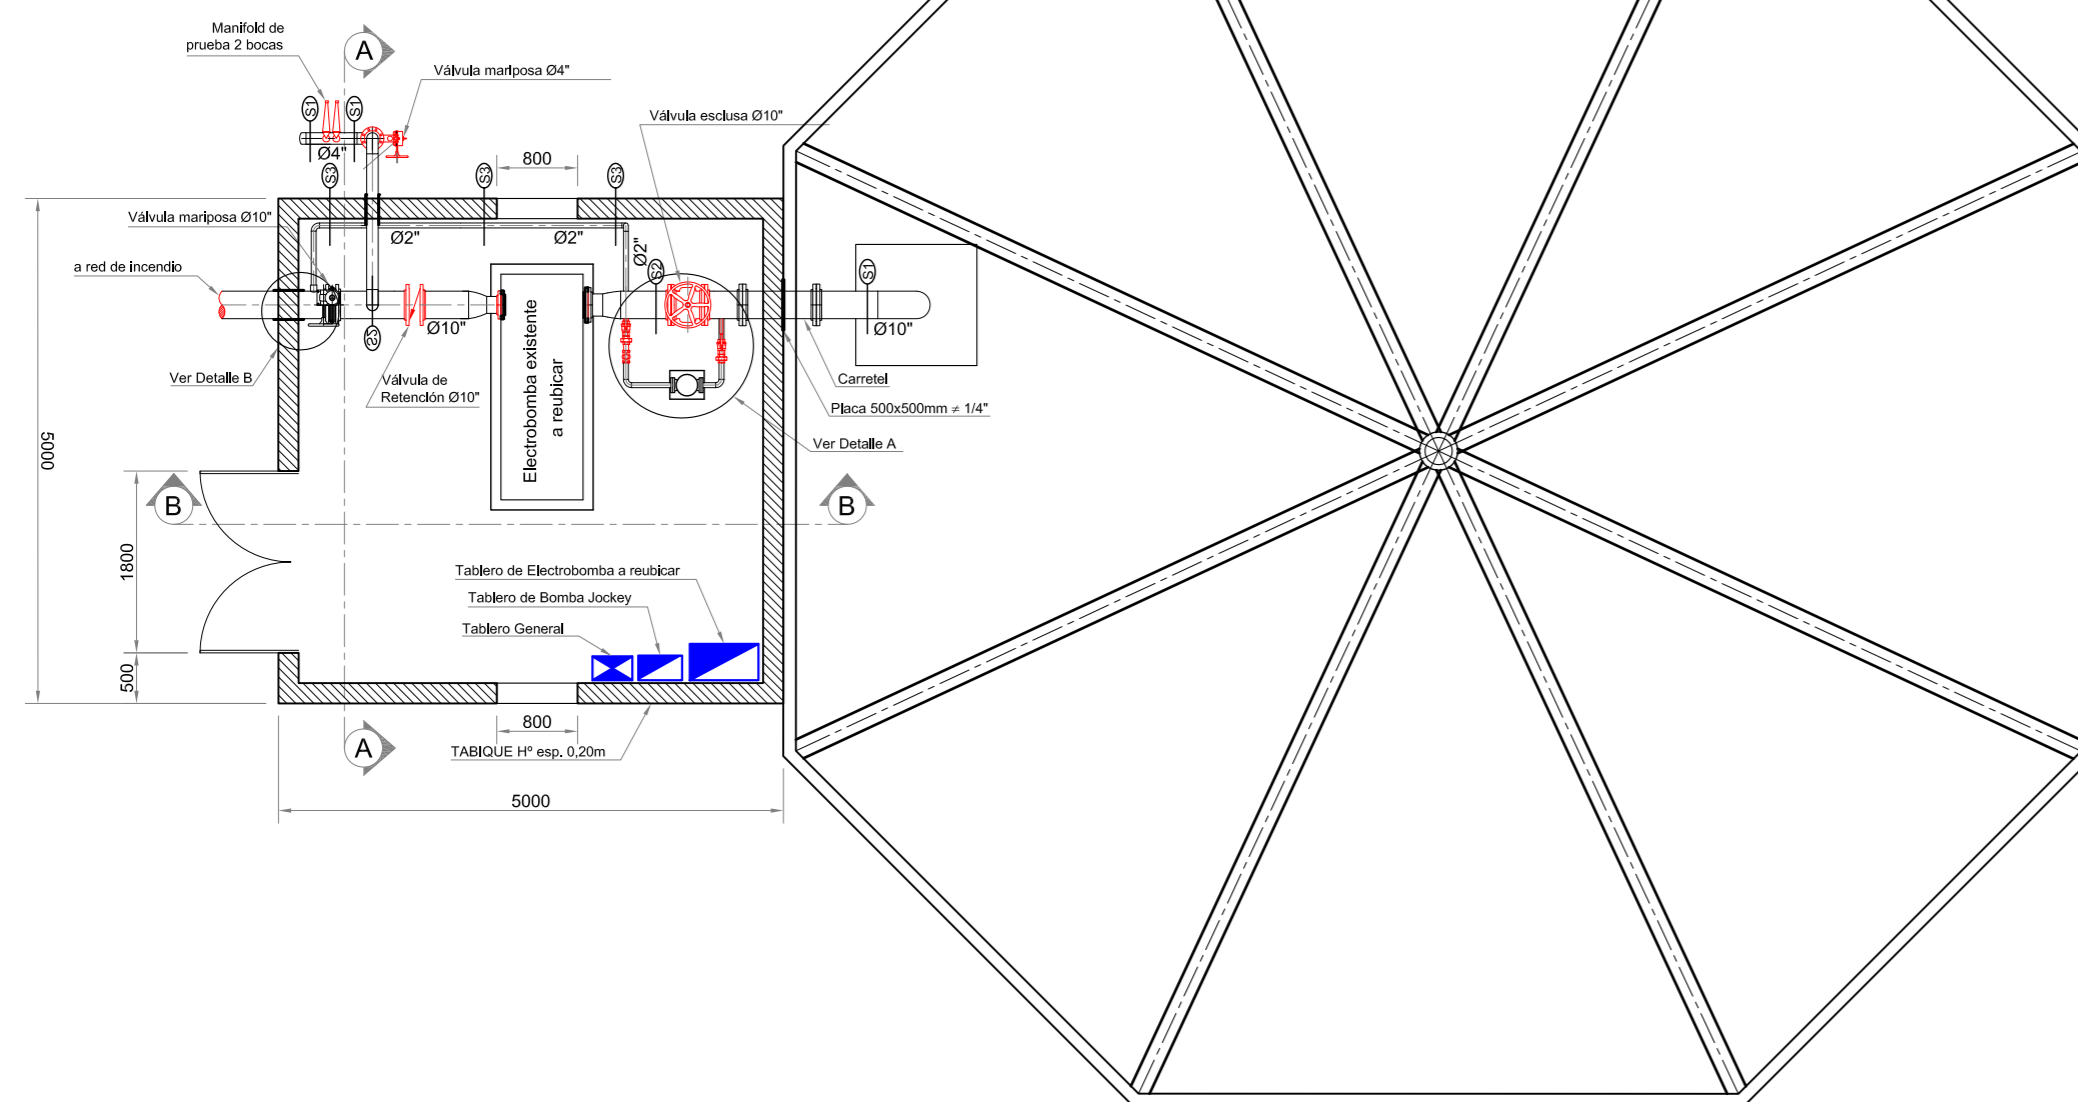 Manifold de
prueba 2 bocas
A
Válvula mariposa Ø4"
S1
S1
Ø4"
Válvula esclusa Ø10"
800
S3
S3
S3
Válvula mariposa Ø10"
Ø2"
Ø2"
Ø2"
a red de incendio
S2
S1
S2
Ø10"
Ø10"
Electrobomba existente
a reubicar
Ver Detalle B
Válvula de
Retención Ø10"
Carretel
Placa 500x500mm ≠ 1/4"
Ver Detalle A
5000
B
B
1800
Tablero de Electrobomba a reubicar
Tablero de Bomba Jockey
Tablero General
500
800
A
TABIQUE Hº esp. 0,20m
5000